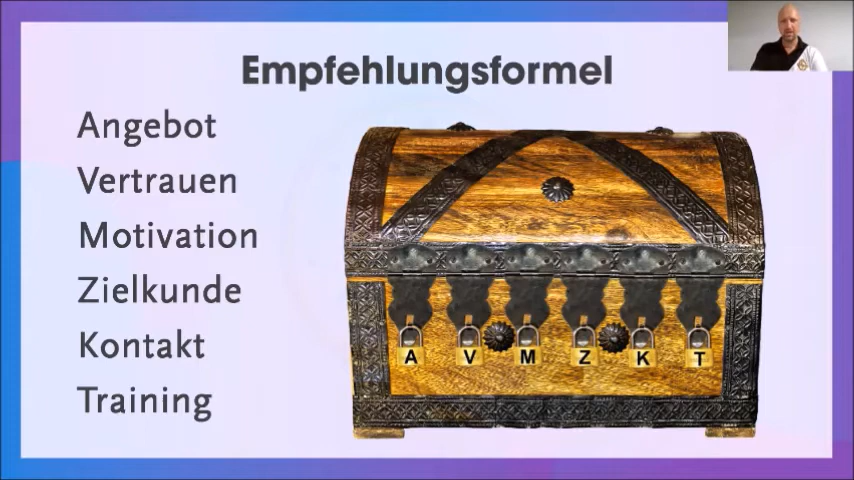 Empfehlungsformel
Angebot
Vertrauen
Motivation
Zielkunde
Kontakt
Training
A V M Z K T